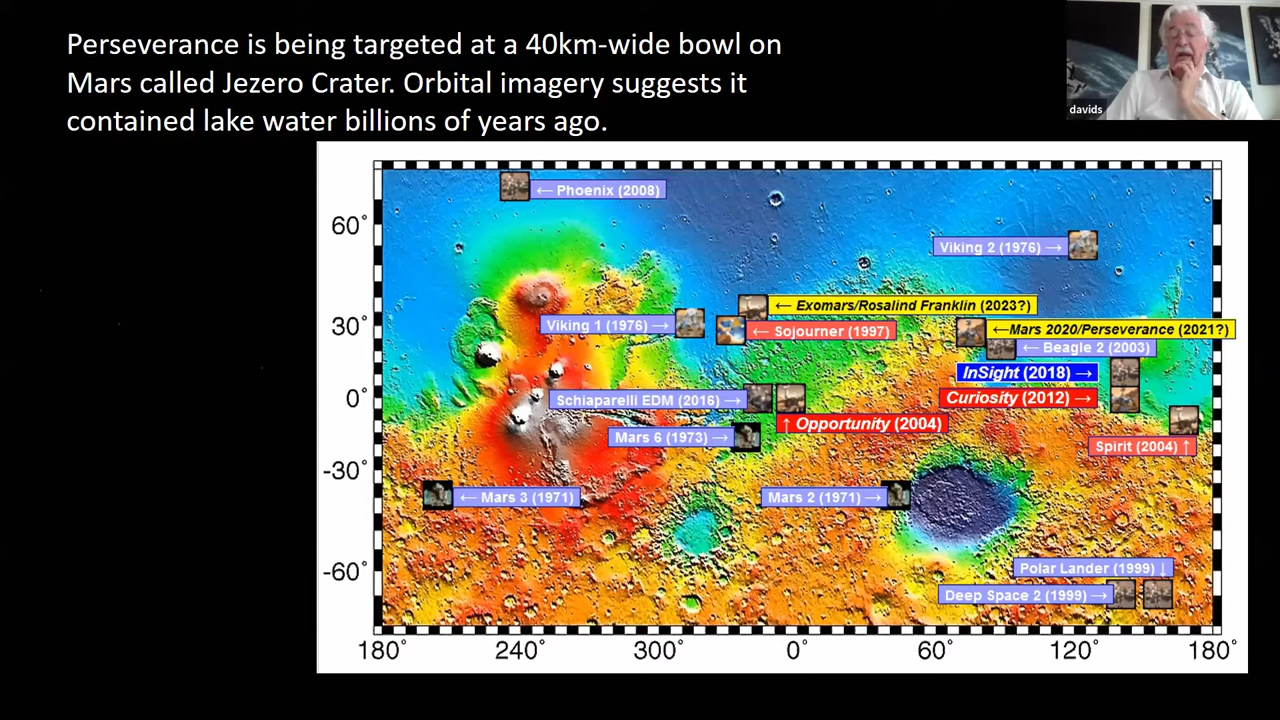 Perseverance is being targeted at a 40km-wide bowl on
Mars called Jezero Crater. Orbital imagery suggests it
contained lake water billions of years ago.
davids
← Phoenix (2008)
60°
Viking 2 (1976) →
← Exomars/Rosalind Franklin (2023?)
30°
Viking 1 (1976) →
← Sojourner (1997)
←Mars 2020/Perseverance (2021?)
← Beagle 2 (2003)
InSight (2018) →
0°
Schiaparelli EDM (2016) →
Curiosity (2012) →
↑ Opportunity (2004)
Mars 6 (1973) →
Spirit (2004) ↑
-30°
← Mars 3 (1971)
Mars 2 (1971) →
-60°
Polar Lander (1999) ↓
Deep Space 2 (1999) →
180° 240° 300° 0° 60° 120° 180°